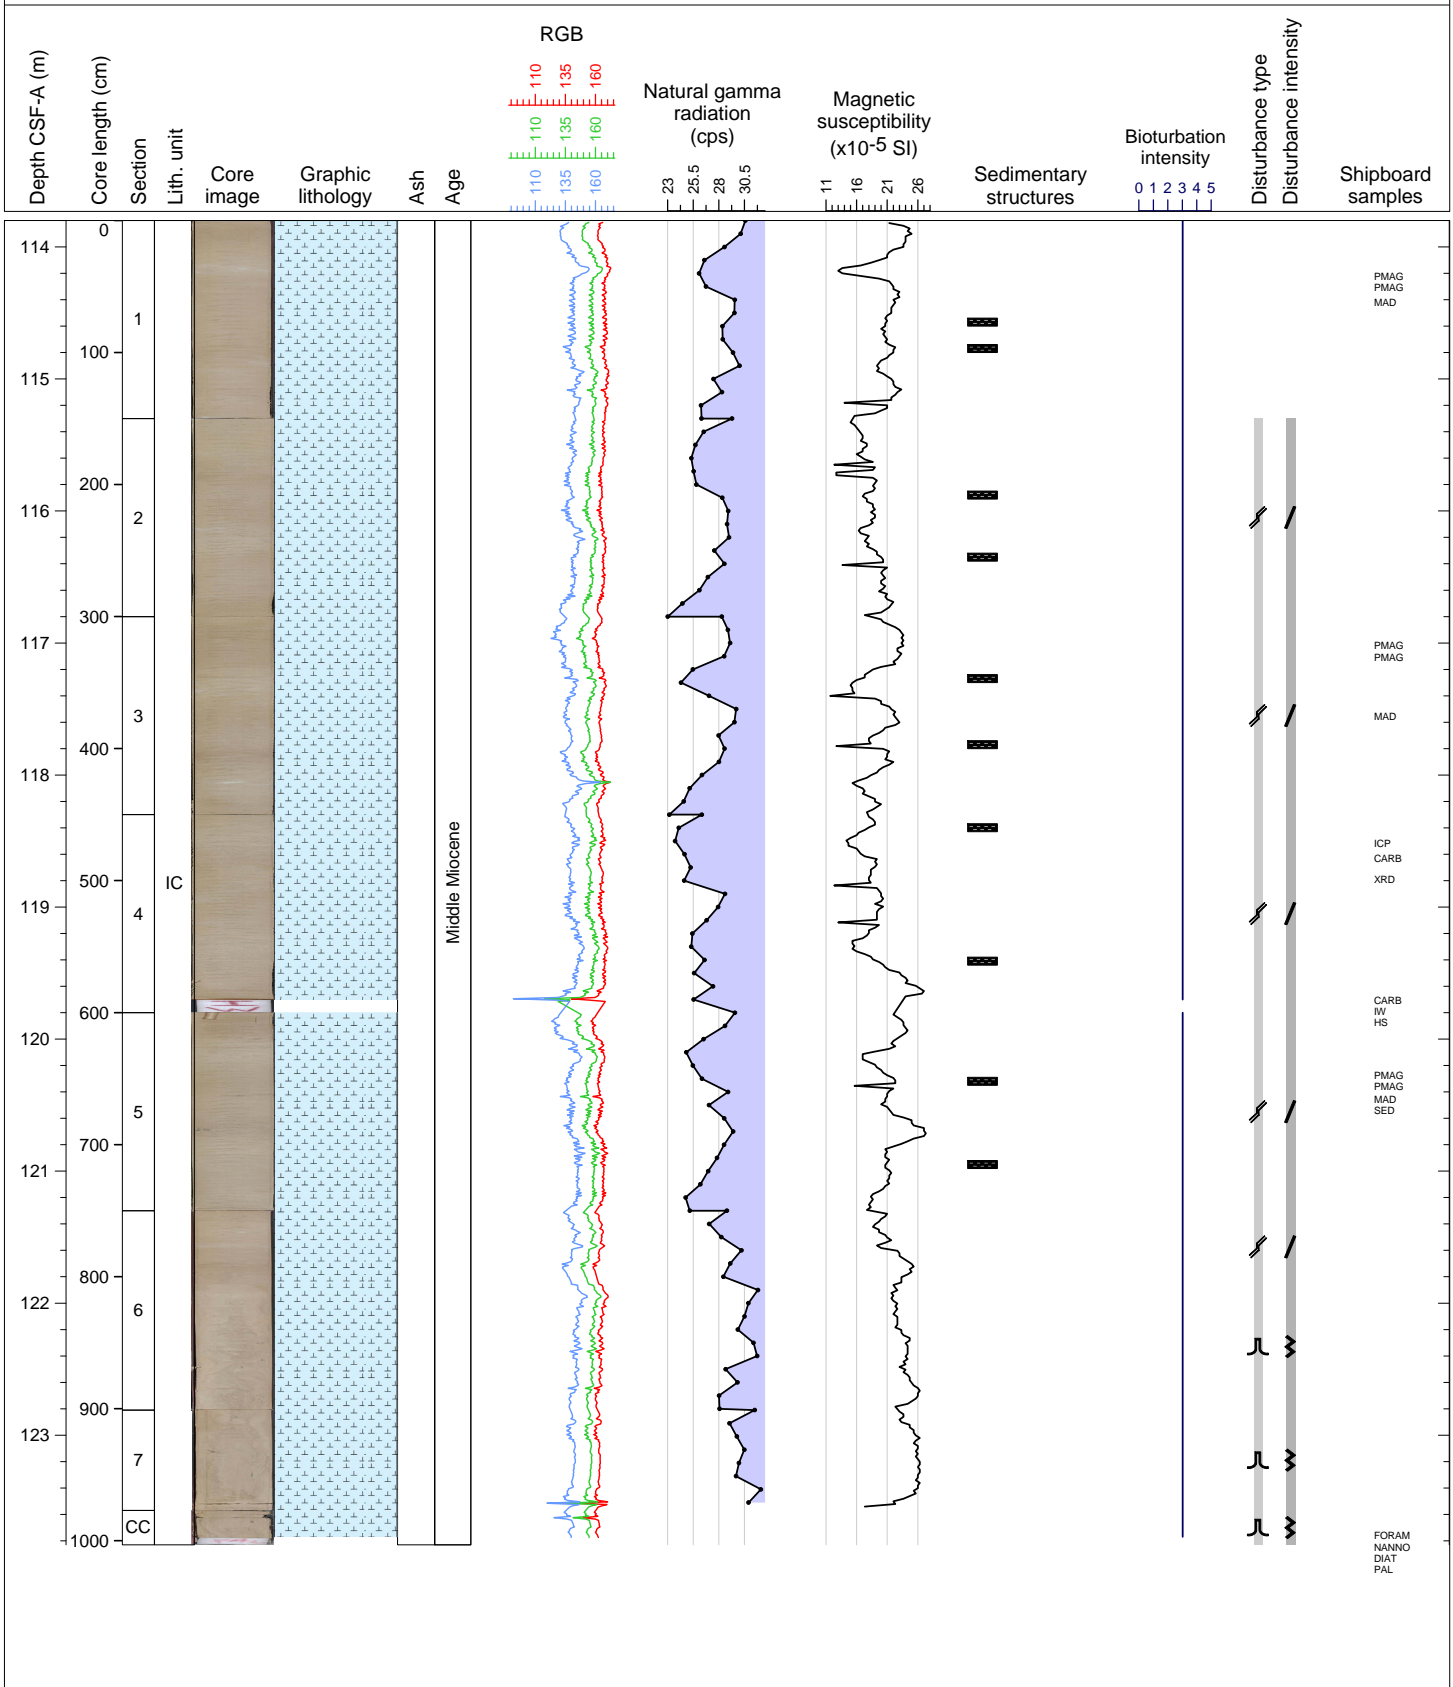 Depth CSF-A (m)
Core length (cm)
Section
Lith. unit
Core
image
Graphic
lithology
Ash
Age
RGB
110 135 160
110 135 160
110 135 160
Natural gamma
radiation
(cps)
23 25.5 28 30.5
Magnetic
susceptibility
(x10-5 SI)
11 16 21 26
Sedimentary
structures
Bioturbation
intensity
0 1 2 3 4 5
Disturbance type
Disturbance intensity
Shipboard
samples
114
115
116
117
118
119
120
121
122
123
0
100
200
300
400
500
600
700
800
900
1000
1
2
3
4
5
6
7
CC
IC
Middle Miocene
PMAG
PMAG
MAD
PMAG
PMAG
MAD
ICP
CARB
XRD
CARB
IW
HS
PMAG
PMAG
MAD
SED
FORAM
NANNO
DIAT
PAL